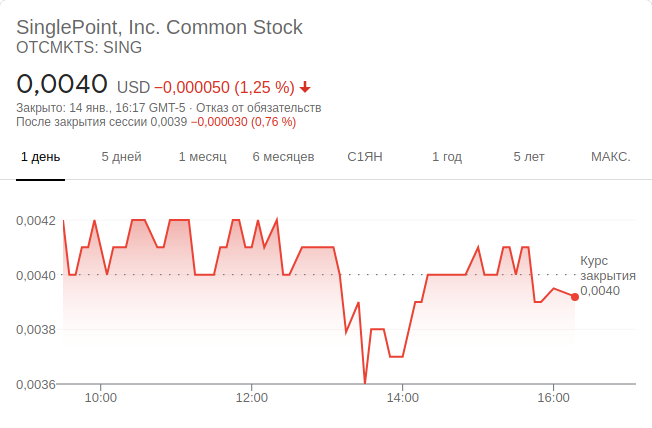 SinglePoint, Inc. Common Stock
OTCMKTS: SING
0,0040 USD −0,000050 (1,25 %)
Закрыто: 14 янв., 16:17 GMT-5 · Отказ от обязательств
После закрытия сессии 0,0039 −0,000030 (0,76 %)
1 день 5 дней 1 месяц 6 месяцев С1ЯН 1 год 5 лет МАКС.
0,0042
Курс
закрытия
0,0040
0,0040
0,0038
0,0036
10:00 12:00 14:00 16:00